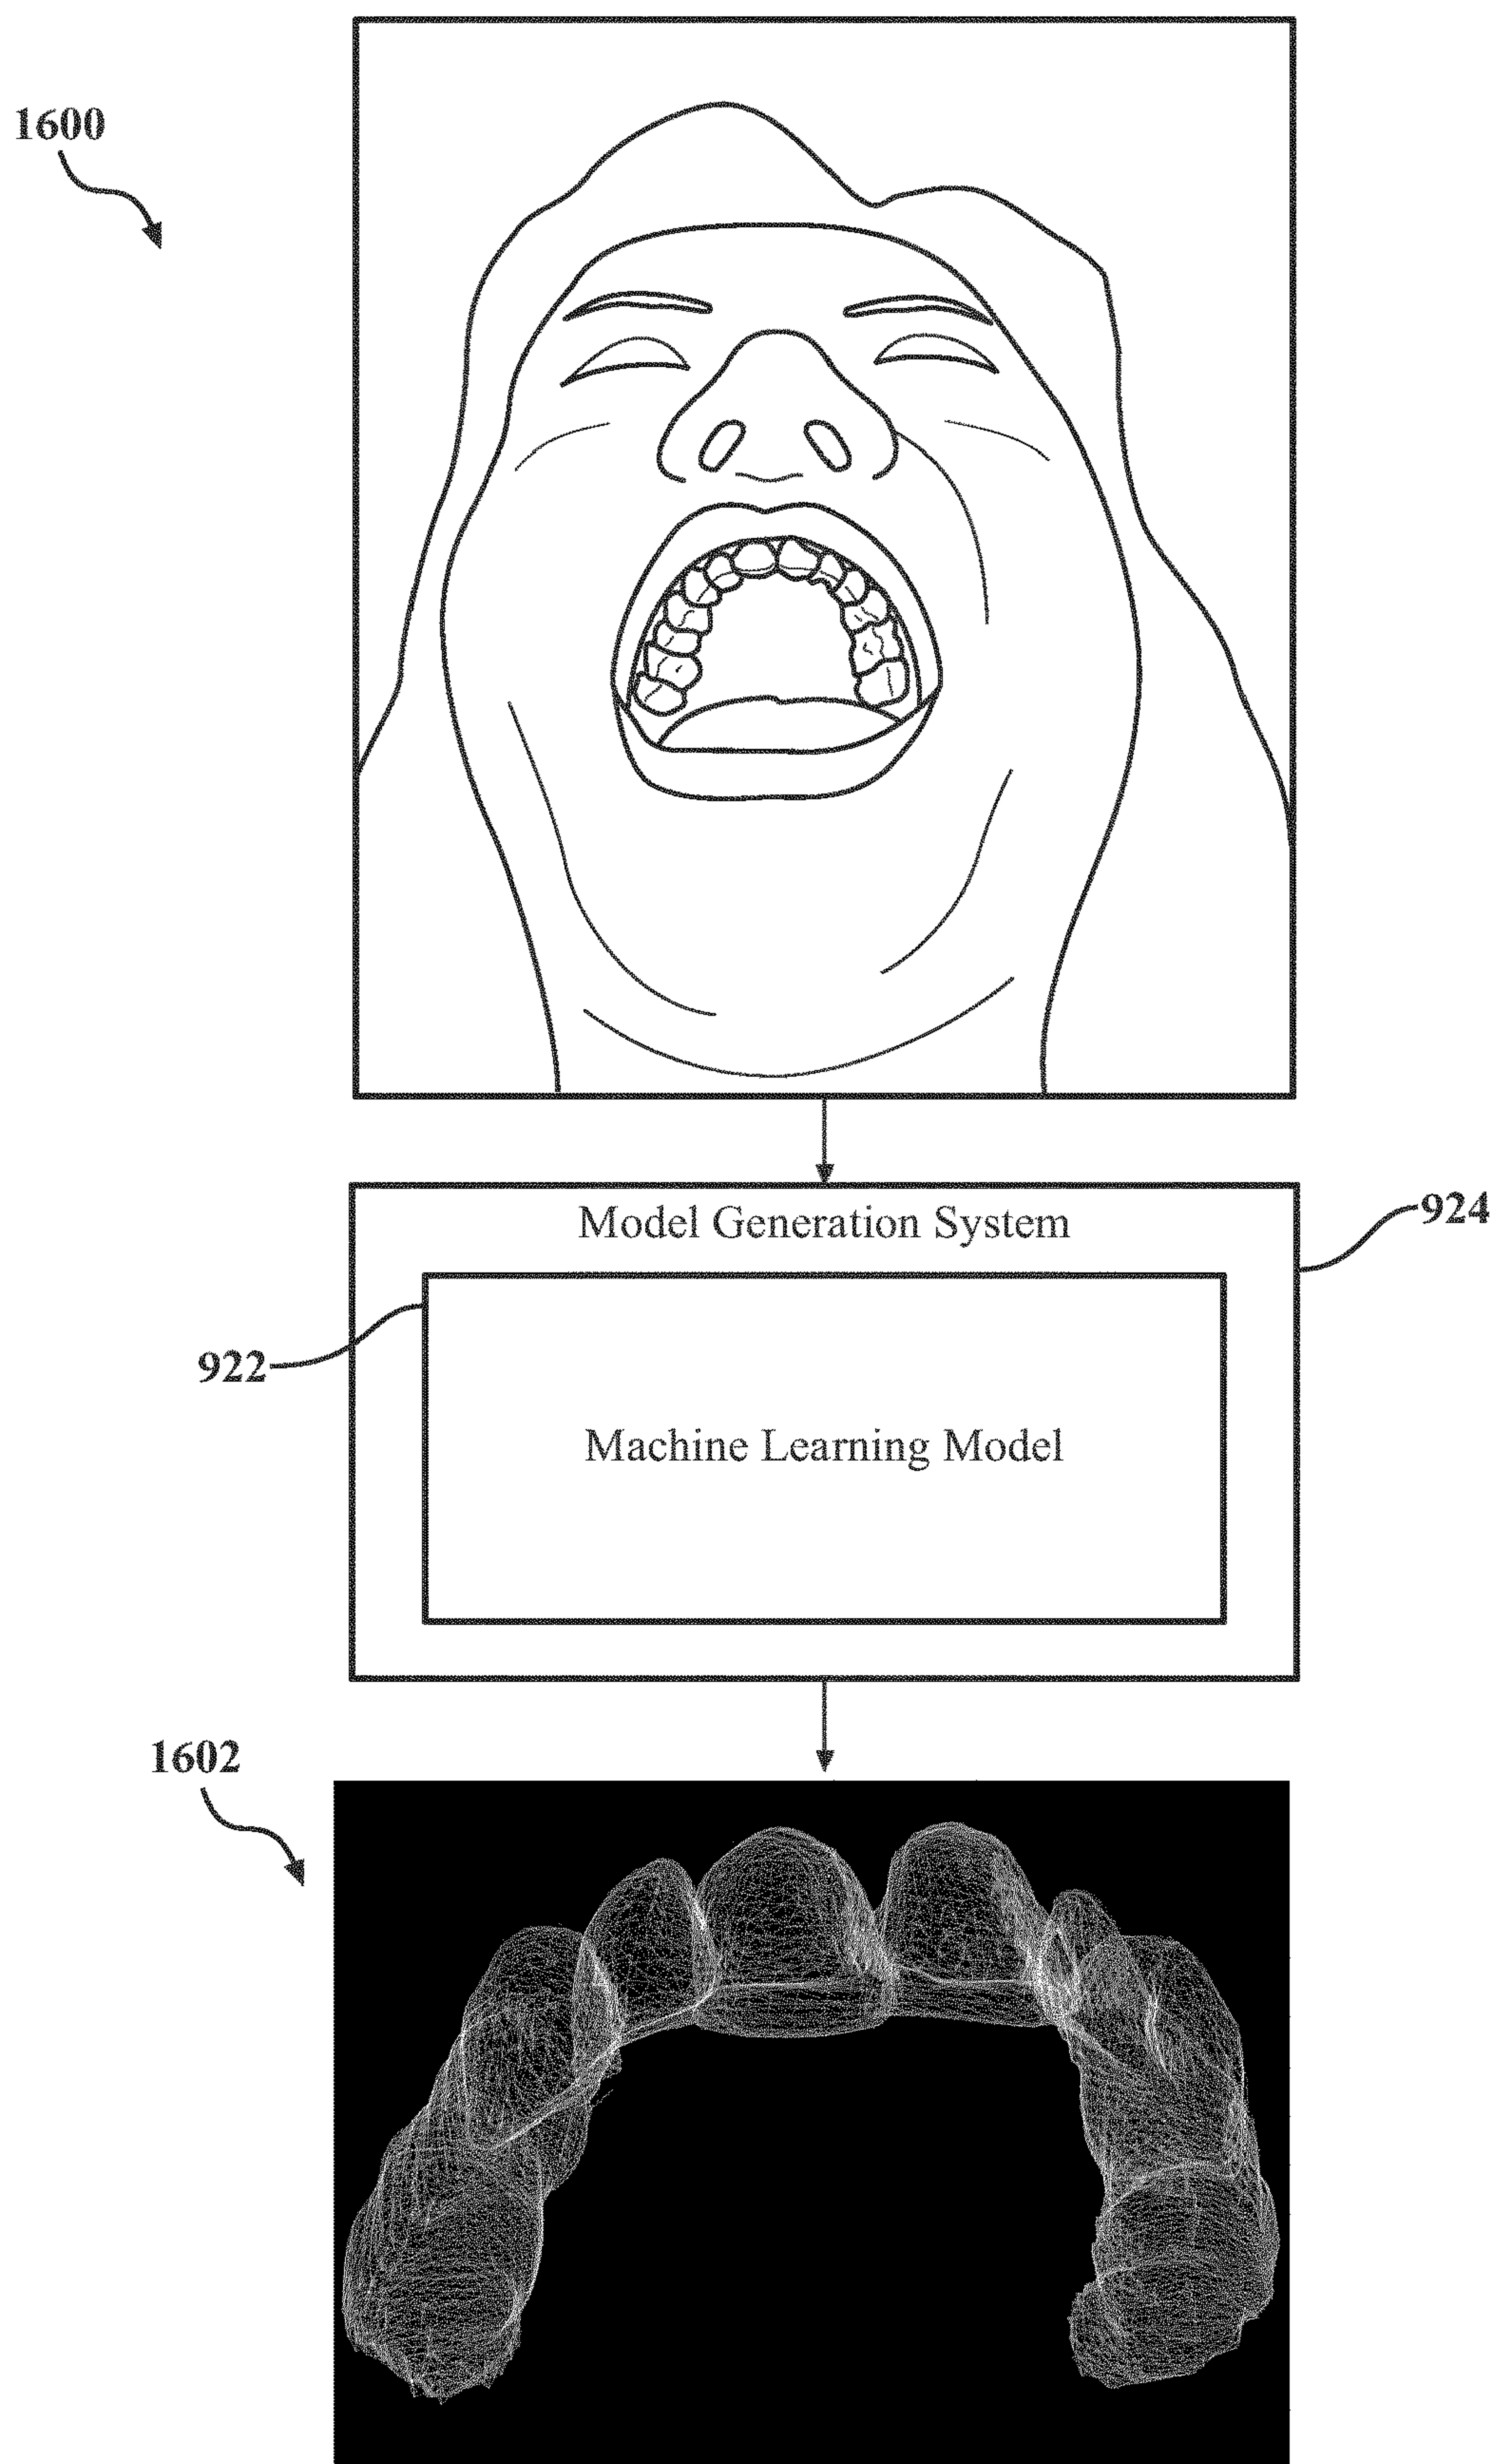 1600
Model Generation System
924
922
Machine Learning Model
1602